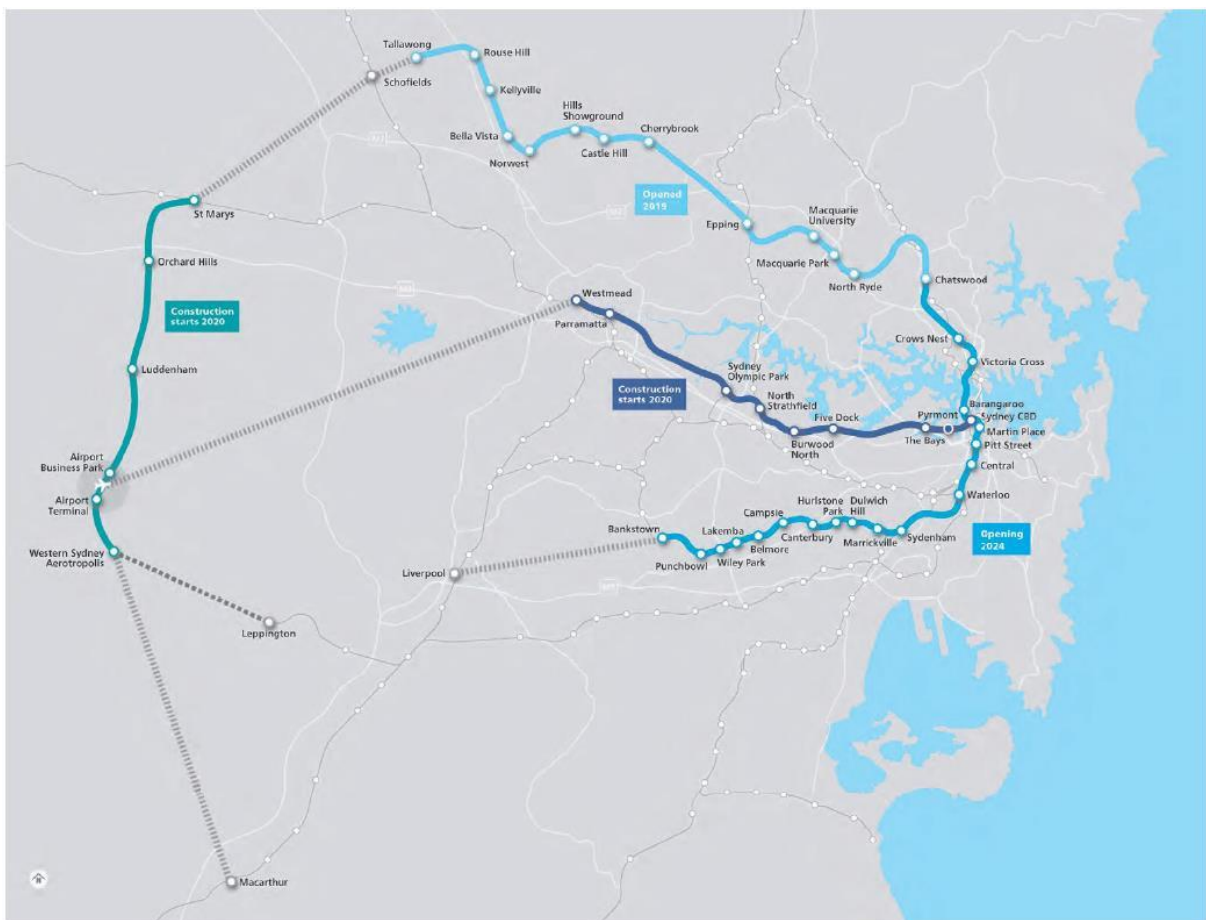 Tallawong
Rouse Hill
Schofields
Kellyville
Hills
Showground
Bella Vista
Cherrybrook
Castle Hill
Norwest
Opened
2019
St Marys
Macquarie
University
Epping
Orchard Hills
Macquarie Park
North Ryde
Chatswood
Westmead
Construction
starts 2020
Parramatta
Crows Nest
Victoria Cross
Luddenham
Sydney
Olympic Park
Construction
starts 2020
North
Strathfield
Five Dock
Barangaroo
Pyrmont
Sydney CBD
Martin Place
The Bays
Burwood
North
Pitt Street
Airport
Business Park
Central
Airport
Terminal
Waterloo
Hurlstone
Park
Dulwich
Hill
Campsie
Bankstown
Lakemba
Canterbury
Belmore
Marrickville
Sydenham
Opening
2024
Punchbowl
Wiley Park
Western Sydney
Aerotropolis
Liverpool
Leppington
Macarthur